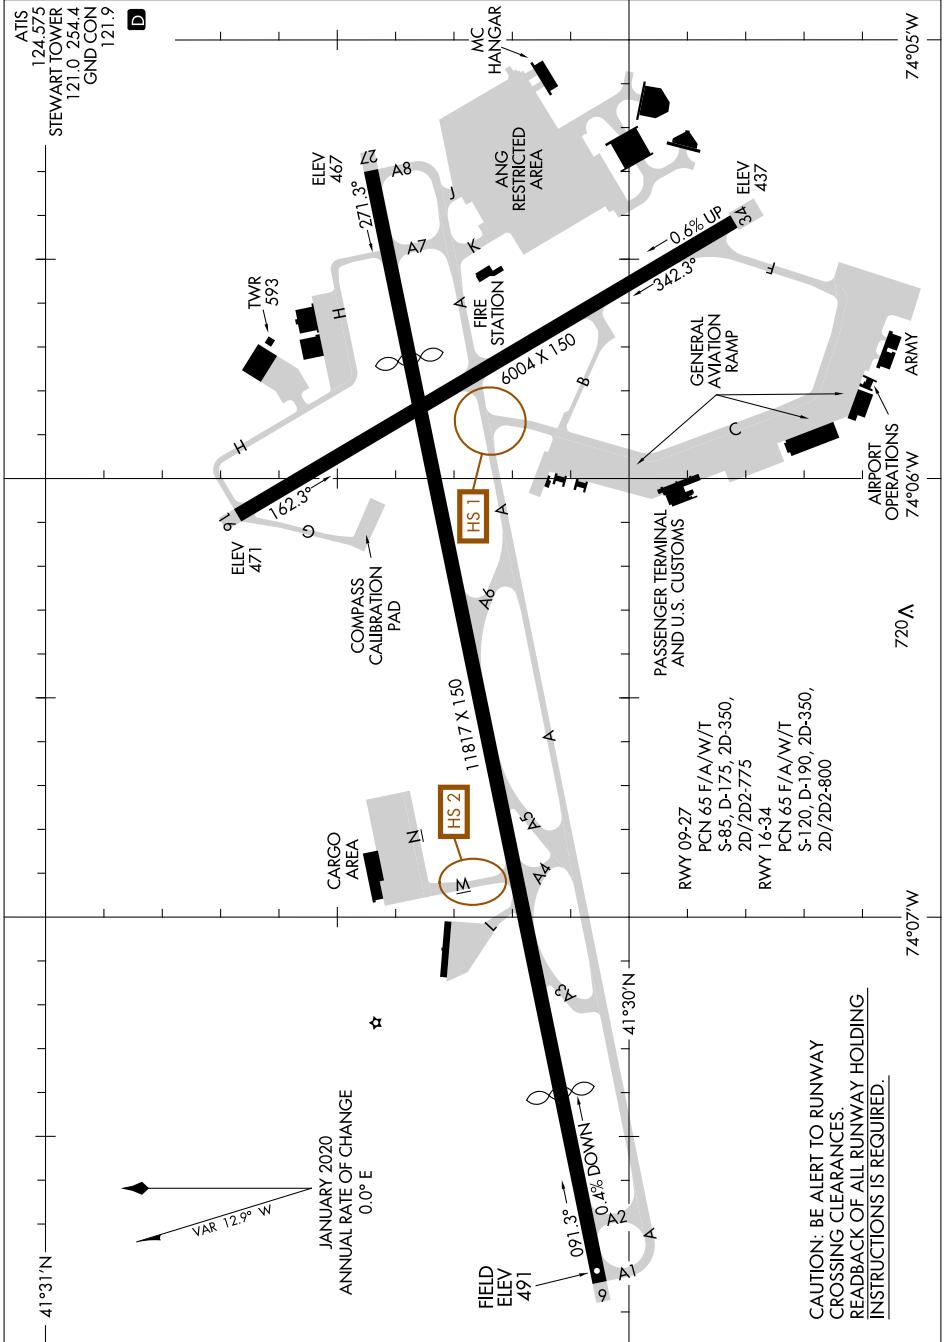 ATIS
124.575
STEWART TOWER
121.0 254.4
GND CON
121.9
D
41°31'N
VAR 12.9° W
JANUARY 2020
ANNUAL RATE OF CHANGE
0.0° E
FIELD
ELEV
491
9
091.3°
0.4% DOWN
A1
A2
A
A3
L
CARGO
AREA
N
W
HS 2
A4
A5
A
11817 X 150
A6
A
HS 1
COMPASS
CALIBRATION
PAD
ELEV
471
16
162.3°
G
H
TWR
593
H
ELEV
467
27
271.3°
A8
A7
J
K
A
FIRE
STATION
6004 X 150
B
MC
HANGAR
ANG
RESTRICTED
AREA
ELEV
437
34
0.6% UP
342.3°
F
GENERAL
AVIATION
RAMP
C
ARMY
AIRPORT
OPERATIONS
PASSENGER TERMINAL
AND U.S. CUSTOMS
720
74°05'W
74°06'W
74°07'W
41°30'N
RWY 09-27
PCN 65 F/A/W/T
S-85, D-175, 2D-350,
2D/2D2-775
RWY 16-34
PCN 65 F/A/W/T
S-120, D-190, 2D-350,
2D/2D2-800
CAUTION: BE ALERT TO RUNWAY
CROSSING CLEARANCES.
READBACK OF ALL RUNWAY HOLDING
INSTRUCTIONS IS REQUIRED.